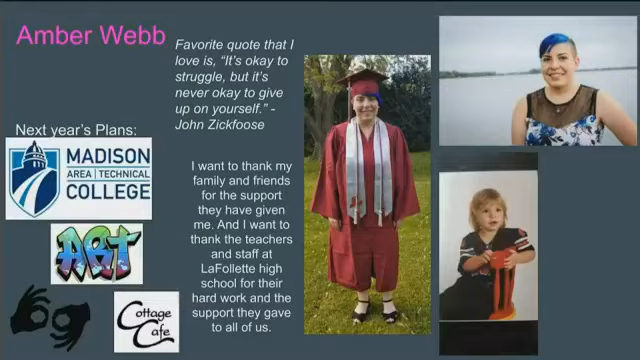 Amber Webb
Favorite quote that I
love is, “It's okay to
struggle, but it's
never okay to give
up on yourself.” -
John Zickfoose
Next year's Plans:
MADISON
AREA | TECHNICAL
COLLEGE
ART
Cottage
Cafe
I want to thank my
family and friends
for the support
they have given
me. And I want to
thank the teachers
and staff at
LaFollette high
school for their
hard work and the
support they gave
to all of us.